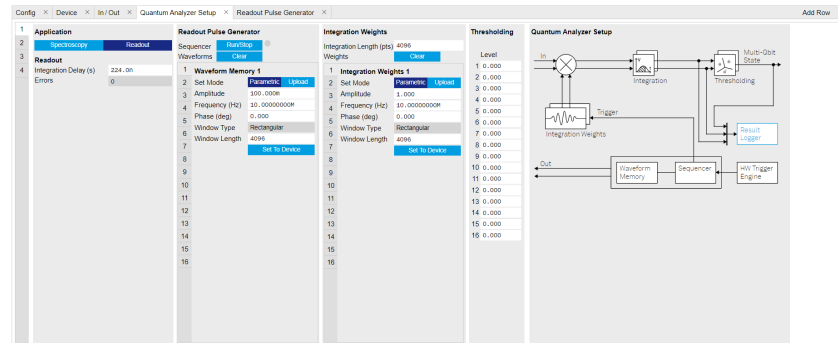 Config × Device × In / Out × Quantum Analyzer Setup × Readout Pulse Generator × Add Row
1
2
3
4
Application
Spectroscopy Readout
Readout
Integration Delay (s) 224.0n
Errors 0
Readout Pulse Generator
Sequencer Run/Stop
Waveforms Clear
1 Waveform Memory 1
2 Set Mode Parametric Upload
3 Amplitude 100.000m
4 Frequency (Hz) 10.00000000M
5 Phase (deg) 0.000
6 Window Type Rectangular
7 Window Length 4096
Set To Device
8
9
10
11
12
13
14
15
16
Integration Weights
Integration Length (pts) 4096
Weights Clear
1 Integration Weights 1
2 Set Mode Parametric Upload
3 Amplitude 1.000
4 Frequency (Hz) 10.00000000M
5 Phase (deg) 0.000
6 Window Type Rectangular
7 Window Length 4096
Set To Device
8
9
10
11
12
13
14
15
16
Thresholding
Level
1 0.000
2 0.000
3 0.000
4 0.000
5 0.000
6 0.000
7 0.000
8 0.000
9 0.000
10 0.000
11 0.000
12 0.000
13 0.000
14 0.000
15 0.000
16 0.000
Quantum Analyzer Setup
In
Multi-Qbit
State
Integration
Thresholding
Trigger
Integration Weights
Result
Logger
Out
Waveform
Memory
Sequencer
HW Trigger
Engine